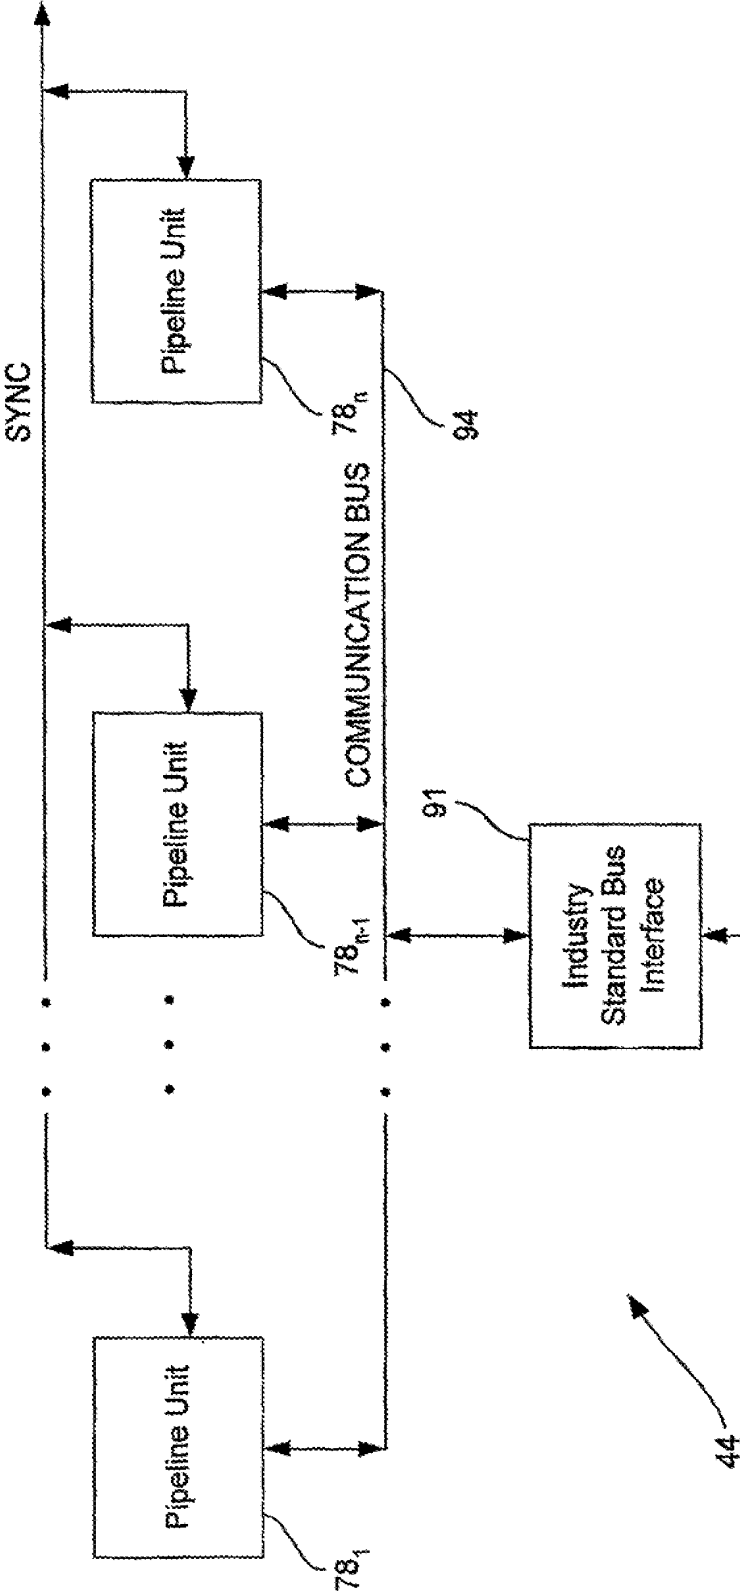 SYNC
Pipeline Unit
Pipeline Unit
Pipeline Unit
78₁
78ₙ₋₁
78ₙ
COMMUNICATION BUS
94
91
Industry
Standard Bus
Interface
44